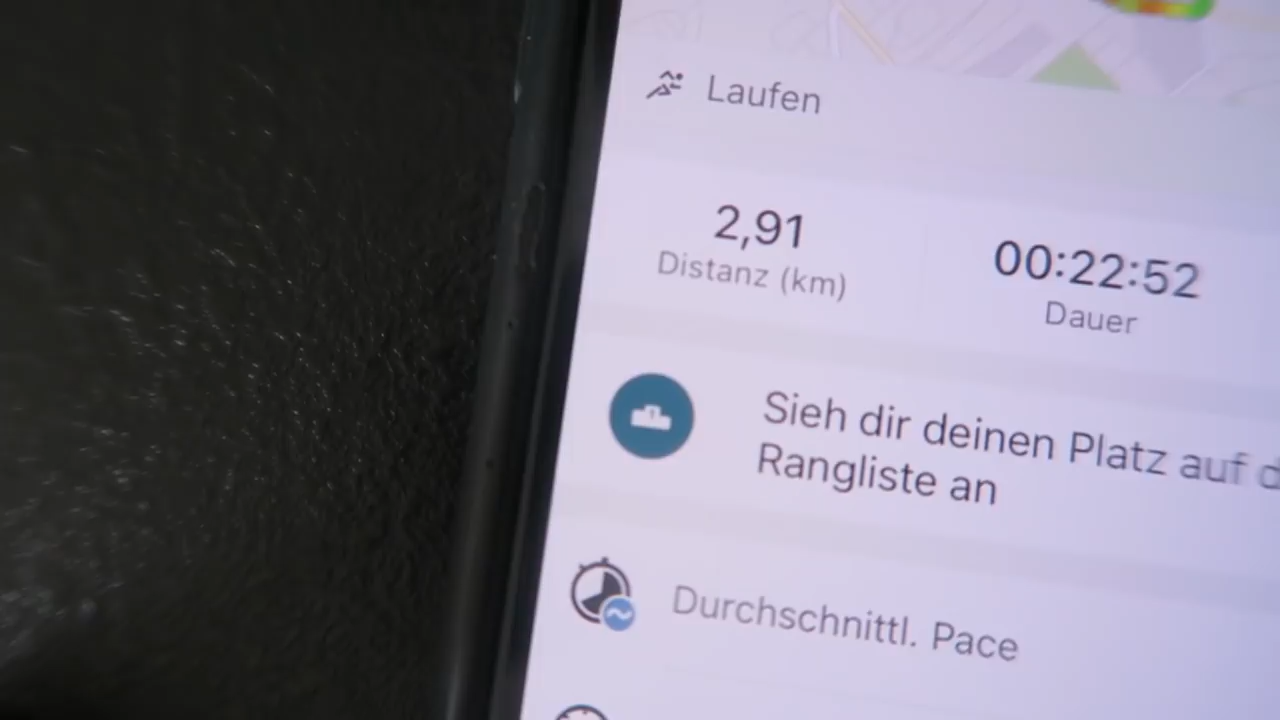 Laufen
2,91
Distanz (km)
00:22:52
Dauer
Sieh dir deinen Platz auf
Rangliste an
Durchschnittl. Pace